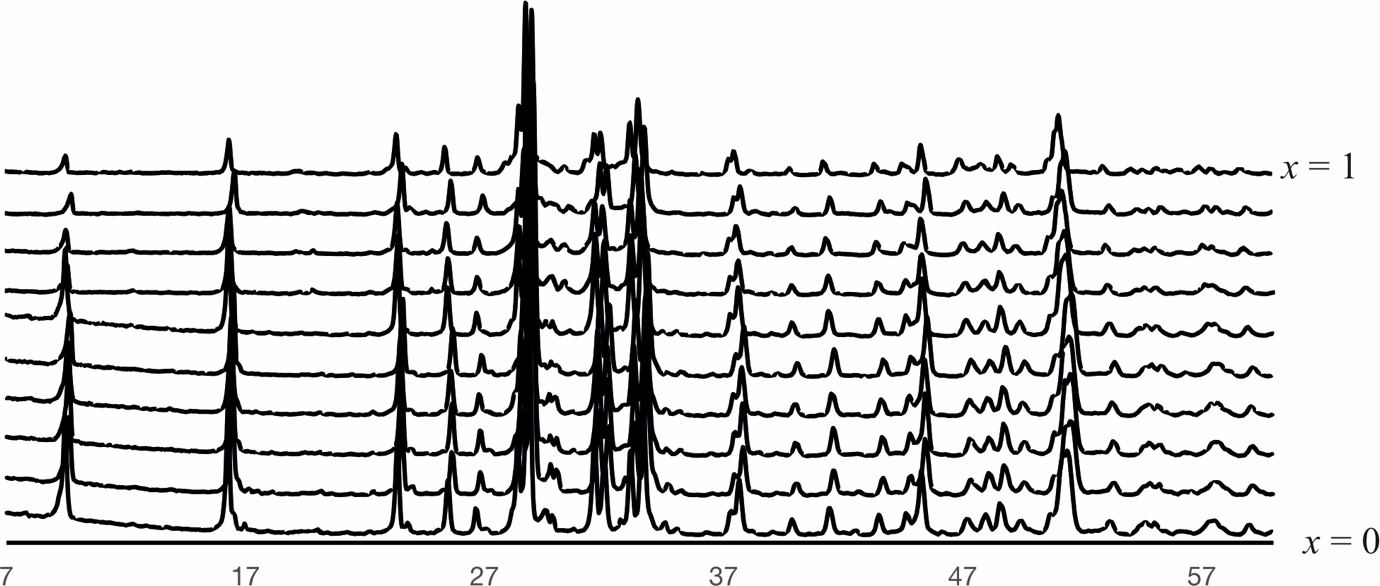 x = 1
x = 0
7 17 27 37 47 57